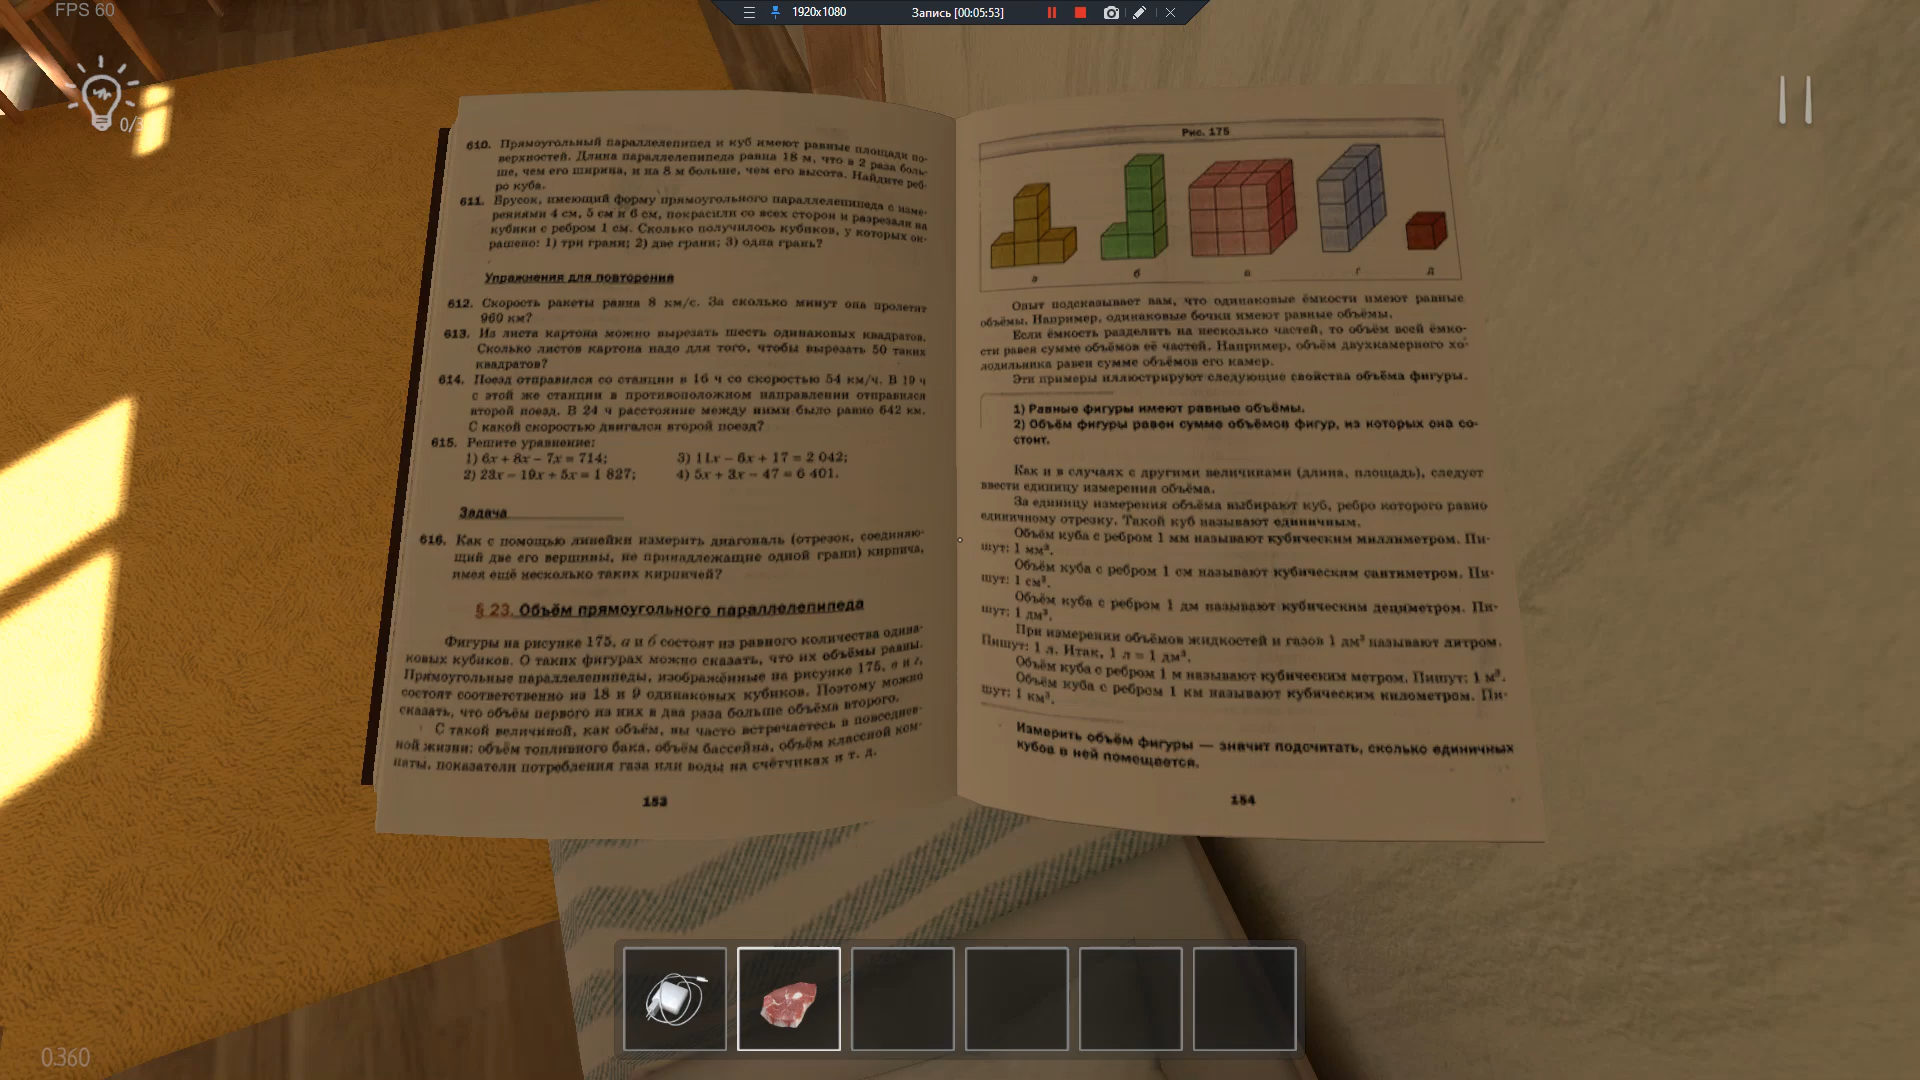 FPS 60
1920x1080
Запись [00:05:53]
0/3
610. Прямоугольный параллелепипед и куб имеют равные площади по-
верхностей. Длина параллелепипеда равна 18 м, что в 2 раза боль-
ше, чем его ширина, и на 8 м больше, чем его высота. Найдите реб-
ро куба.
611. Брусок, имеющий форму прямоугольного параллелепипеда с изме-
рениями 4 см, 5 см и 6 см, покрасили со всех сторон и разрезали на
кубики с ребром 1 см. Сколько получилось кубиков, у которых ок-
рашено: 1) три грани; 2) две грани; 3) одна грань?
Упражнения для повторения
612. Скорость ракеты равна 8 км/с. За сколько минут она пролетит
960 км?
613. Из листа картона можно вырезать шесть одинаковых квадратов.
Сколько листов картона надо для того, чтобы вырезать 50 таких
квадратов?
614. Поезд отправился со станции в 16 ч со скоростью 54 км/ч. В 19 ч
с этой же станции в противоположном направлении отправился
второй поезд. В 24 ч расстояние между ними было равно 642 км.
С какой скоростью двигался второй поезд?
615. Решите уравнение:
1) 6x + 8x − 7x = 714; 3) 11x − 6x + 17 = 2 042;
2) 23x − 19x + 5x = 1 827; 4) 5x + 3x − 47 = 6 401.
Задача
616. Как с помощью линейки измерить диагональ (отрезок, соединяю-
щий две его вершины, не принадлежащие одной грани) кирпича,
имея ещё несколько таких кирпичей?
§ 23. Объём прямоугольного параллелепипеда
Фигуры на рисунке 175, а и б состоят из равного количества одина-
ковых кубиков. О таких фигурах можно сказать, что их объёмы равны.
Прямоугольные параллелепипеды, изображённые на рисунке 175, в и г,
состоят соответственно из 18 и 9 одинаковых кубиков. Поэтому можно
сказать, что объём первого из них в два раза больше объёма второго.
С такой величиной, как объём, вы часто встречаетесь в повседнев-
ной жизни: объём топливного бака, объём бассейна, объём классной ком-
наты, показатели потребления газа или воды на счётчиках и т. д.
153
Рис. 175
а б в г д
Опыт подсказывает вам, что одинаковые ёмкости имеют равные
объёмы. Например, одинаковые бочки имеют равные объёмы.
Если ёмкость разделить на несколько частей, то объём всей ёмко-
сти равен сумме объёмов её частей. Например, объём двухкамерного хо-
лодильника равен сумме объёмов его камер.
Эти примеры иллюстрируют следующие свойства объёма фигуры.
1) Равные фигуры имеют равные объёмы.
2) Объём фигуры равен сумме объёмов фигур, из которых она со-
стоит.
Как и в случаях с другими величинами (длина, площадь), следует
ввести единицу измерения объёма.
За единицу измерения объёма выбирают куб, ребро которого равно
единичному отрезку. Такой куб называют единичным.
Объём куба с ребром 1 мм называют кубическим миллиметром. Пи-
шут: 1 мм³.
Объём куба с ребром 1 см называют кубическим сантиметром. Пи-
шут: 1 см³.
Объём куба с ребром 1 дм называют кубическим дециметром. Пи-
шут: 1 дм³.
При измерении объёмов жидкостей и газов 1 дм³ называют литром.
Пишут: 1 л. Итак, 1 л = 1 дм³.
Объём куба с ребром 1 м называют кубическим метром. Пишут: 1 м³.
Объём куба с ребром 1 км называют кубическим километром. Пи-
шут: 1 км³.
Измерить объём фигуры — значит подсчитать, сколько единичных
кубов в ней помещается.
154
0.360